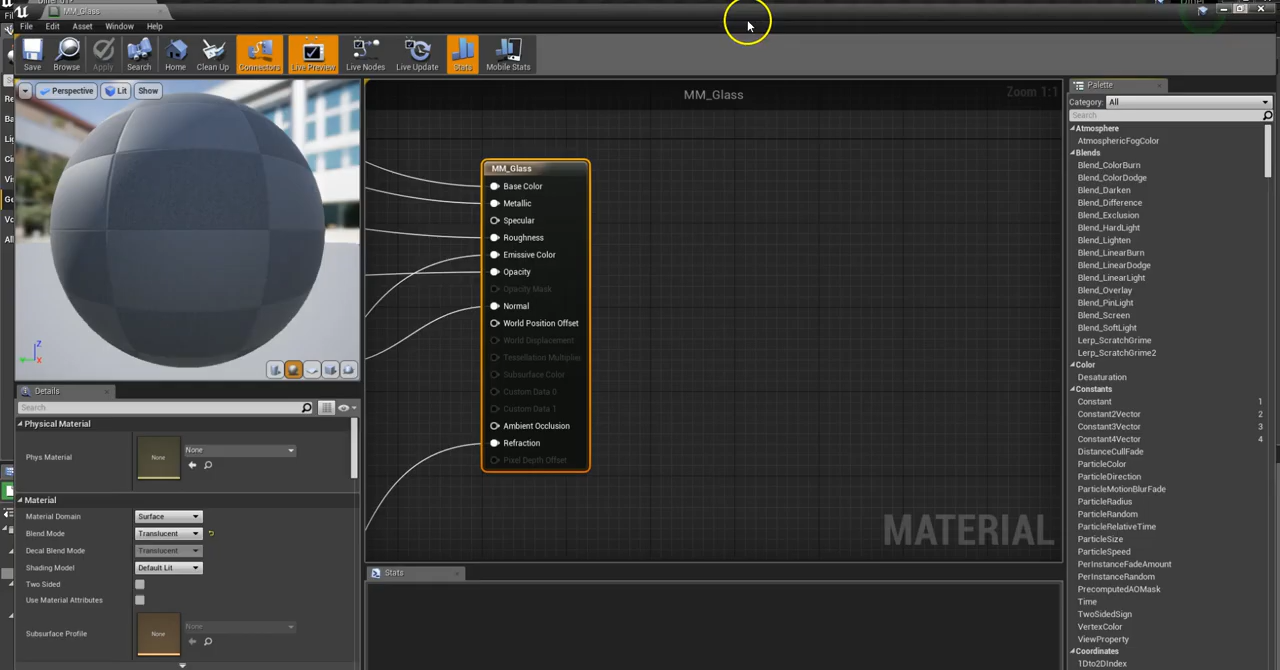 MM_Glass
File Edit Asset Window Help
Save Browse Apply Search Home Clean Up Connectors Live Preview Live Nodes Live Update Stats Mobile Stats
Perspective Lit Show
MM_Glass
Zoom 1:1
MM_Glass
Base Color
Metallic
Specular
Roughness
Emissive Color
Opacity
Opacity Mask
Normal
World Position Offset
World Displacement
Tessellation Multiplier
Subsurface Color
Custom Data 0
Custom Data 1
Ambient Occlusion
Refraction
Pixel Depth Offset
MATERIAL
Stats
Z
X
Details
Search
Physical Material
Phys Material
None
None
Material
Material Domain Surface
Blend Mode Translucent
Decal Blend Mode Translucent
Shading Model Default Lit
Two Sided
Use Material Attributes
Subsurface Profile
None
None
Palette
Category: All
Search
Atmosphere
AtmosphericFogColor
Blends
Blend_ColorBurn
Blend_ColorDodge
Blend_Darken
Blend_Difference
Blend_Exclusion
Blend_HardLight
Blend_Lighten
Blend_LinearBurn
Blend_LinearDodge
Blend_LinearLight
Blend_Overlay
Blend_PinLight
Blend_Screen
Blend_SoftLight
Lerp_ScratchGrime
Lerp_ScratchGrime2
Color
Desaturation
Constants
Constant 1
Constant2Vector 2
Constant3Vector 3
Constant4Vector 4
DistanceCullFade
ParticleColor
ParticleDirection
ParticleMotionBlurFade
ParticleRadius
ParticleRandom
ParticleRelativeTime
ParticleSize
ParticleSpeed
PerInstanceFadeAmount
PerInstanceRandom
PrecomputedAOMask
Time
TwoSidedSign
VertexColor
ViewProperty
Coordinates
1Dto2DIndex